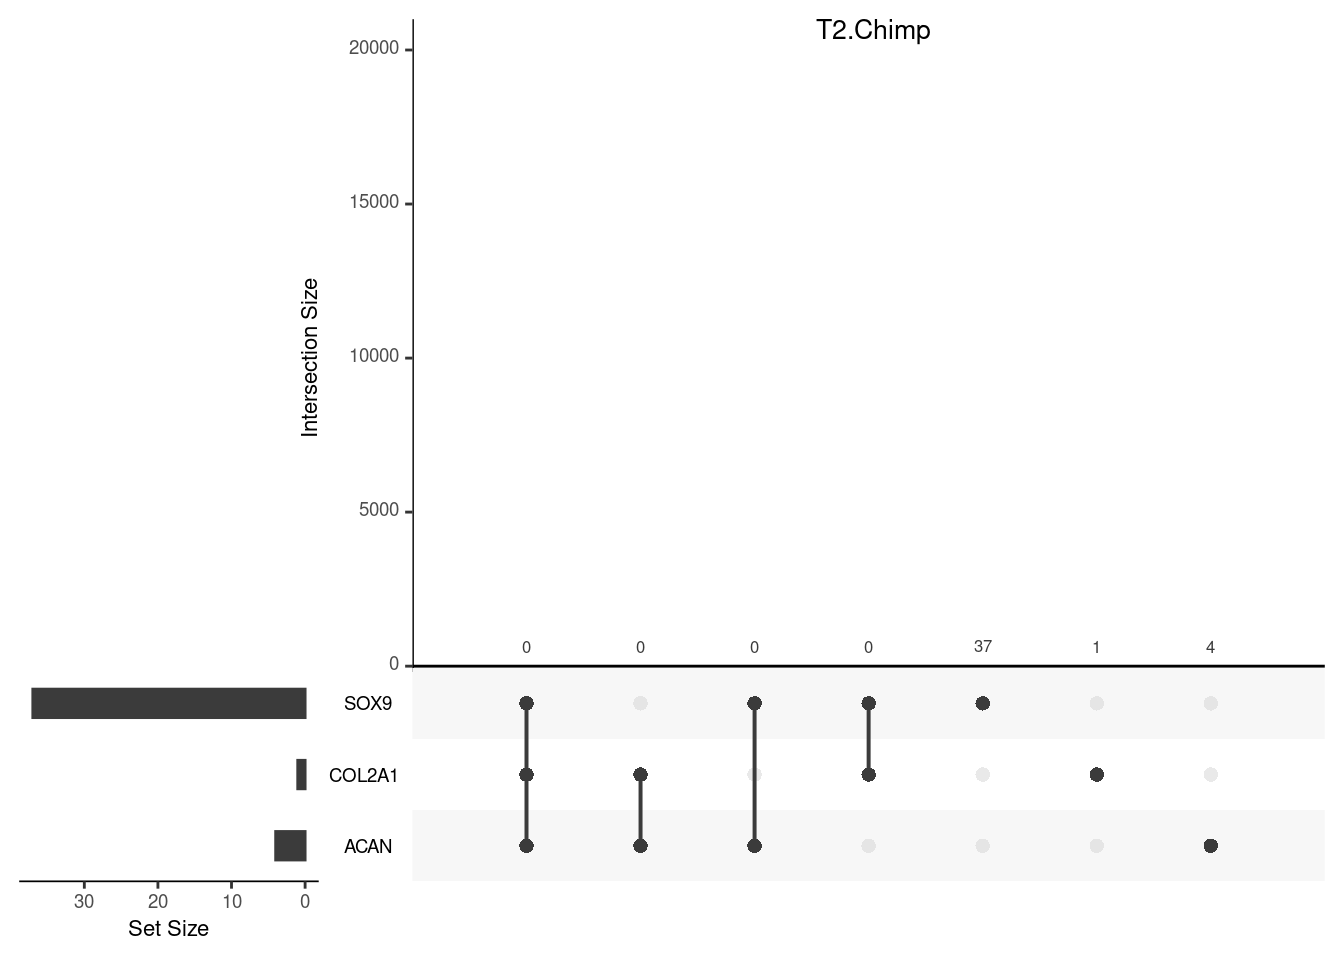 T2.Chimp
20000
15000
10000
5000
0
Intersection Size
0 0 0 0 37 1 4
SOX9
COL2A1
ACAN
30 20 10 0
Set Size